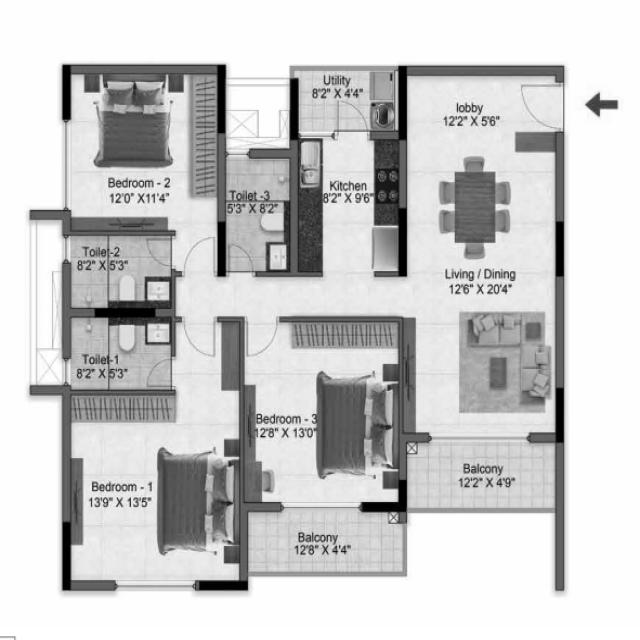 Utility
8'2" X 4'4"
lobby
12'2" X 5'6"
Bedroom - 2
12'0" X11'4"
Toilet -3
5'3" X 8'2"
Kitchen
8'2" X 9'6"
Toilet-2
8'2" X 5'3"
Living / Dining
12'6" X 20'4"
Toilet-1
8'2" X 5'3"
Bedroom - 3
12'8" X 13'0"
Bedroom - 1
13'9" X 13'5"
Balcony
12'2" X 4'9"
Balcony
12'8" X 4'4"